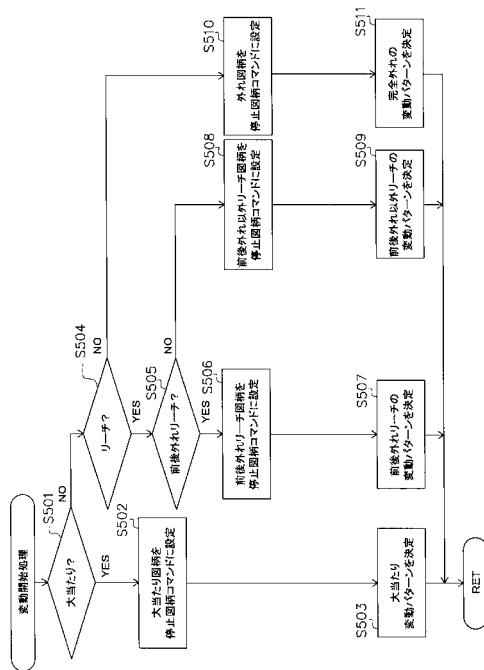 変動開始処理
S501
大当たり?
NO
YES
S502
大当たり図柄を
停止図柄コマンドに設定
S503
大当たり
変動パターンを決定
S504
リーチ?
NO
YES
S505
前後外れリーチ?
NO
YES
S506
前後外れリーチ図柄を
停止図柄コマンドに設定
S507
前後外れリーチの
変動パターンを決定
S508
前後外れ以外リーチ図柄を
停止図柄コマンドに設定
S509
前後外れ以外リーチの
変動パターンを決定
S510
外れ図柄を
停止図柄コマンドに設定
S511
完全外れの
変動パターンを決定
RET